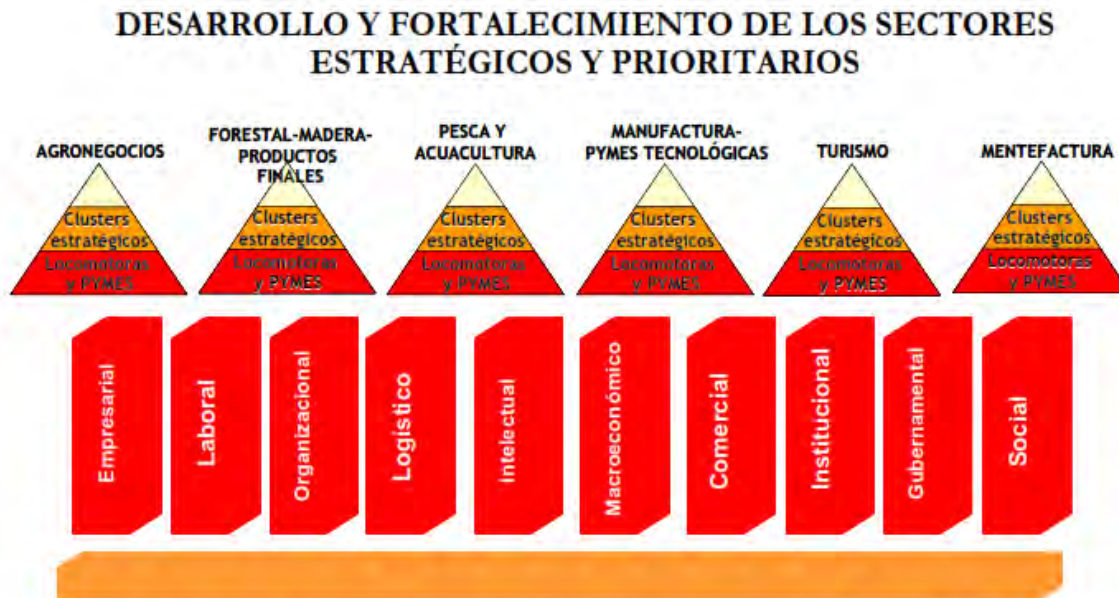 DESARROLLO Y FORTALECIMIENTO DE LOS SECTORES
ESTRATÉGICOS Y PRIORITARIOS
AGRONEGOCIOS
FORESTAL-MADERA-
PRODUCTOS
FINALES
PESCA Y
ACUACULTURA
MANUFACTURA-
PYMES TECNOLÓGICAS
TURISMO
MENTEFACTURA
Clusters
estratégicos
Locomotoras
y PYMES
Clusters
estratégicos
Locomotoras
y PYMES
Clusters
estratégicos
Locomotoras
y PYMES
Clusters
estratégicos
Locomotoras
y PYMES
Clusters
estratégicos
Locomotoras
y PYMES
Clusters
estratégicos
Locomotoras
y PYMES
Empresarial
Laboral
Organizacional
Logístico
Intelectual
Macroeconómico
Comercial
Institucional
Gubernamental
Social